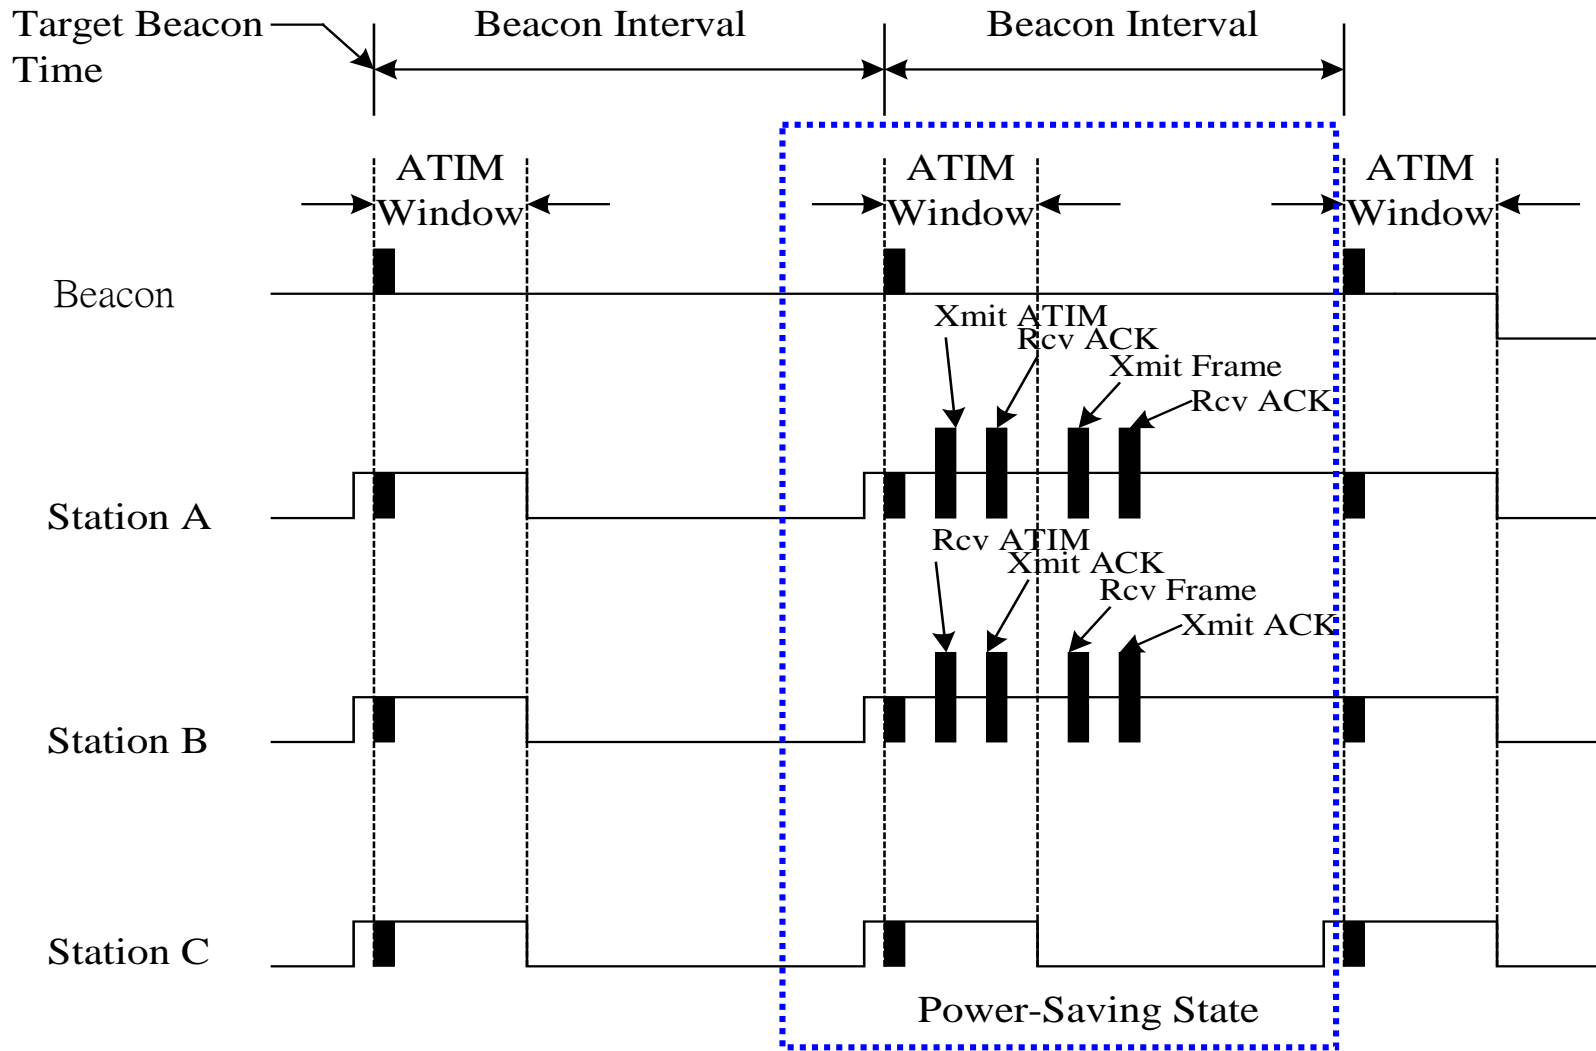 Target Beacon
Time
Beacon Interval
Beacon Interval
ATIM
Window
ATIM
Window
ATIM
Window
Beacon
Xmit ATIM
Rcv ACK
Xmit Frame
Rcv ACK
Station A
Rcv ATIM
Xmit ACK
Rcv Frame
Xmit ACK
Station B
Station C
Power-Saving State